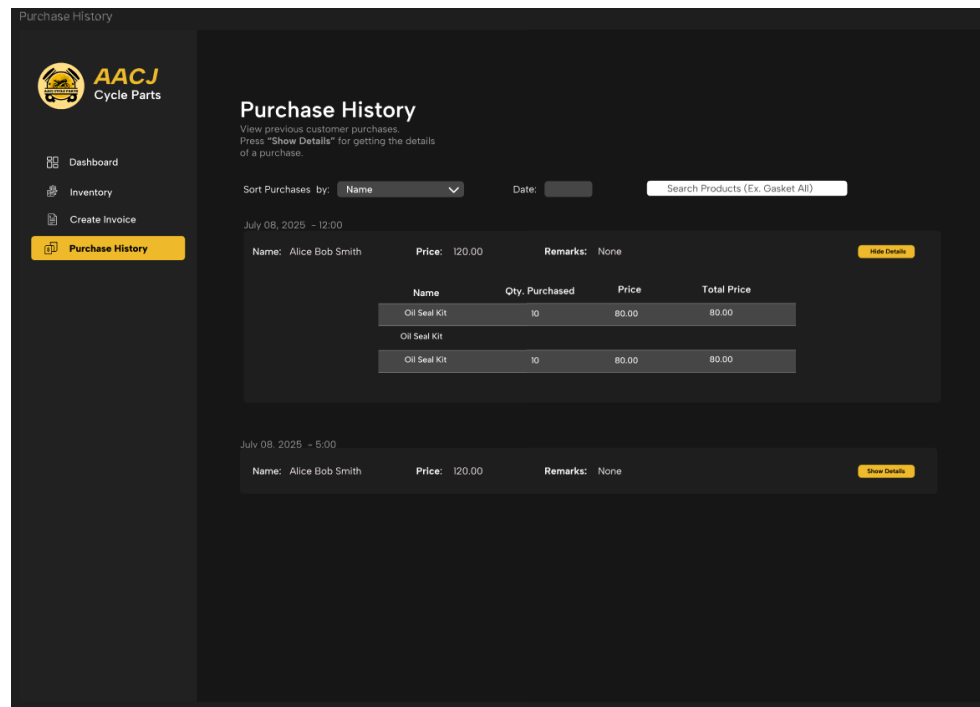 Purchase History
AACJ
Cycle Parts
Dashboard
Inventory
Create Invoice
Purchase History
Purchase History
View previous customer purchases.
Press "Show Details" for getting the details
of a purchase.
Sort Purchases by: Name
Date:
Search Products (Ex. Gasket All)
July 08, 2025 - 12:00
Name: Alice Bob Smith Price: 120.00 Remarks: None Hide Details
Name Qty. Purchased Price Total Price
Oil Seal Kit 10 80.00 80.00
Oil Seal Kit
Oil Seal Kit 10 80.00 80.00
July 08, 2025 - 5:00
Name: Alice Bob Smith Price: 120.00 Remarks: None Show Details